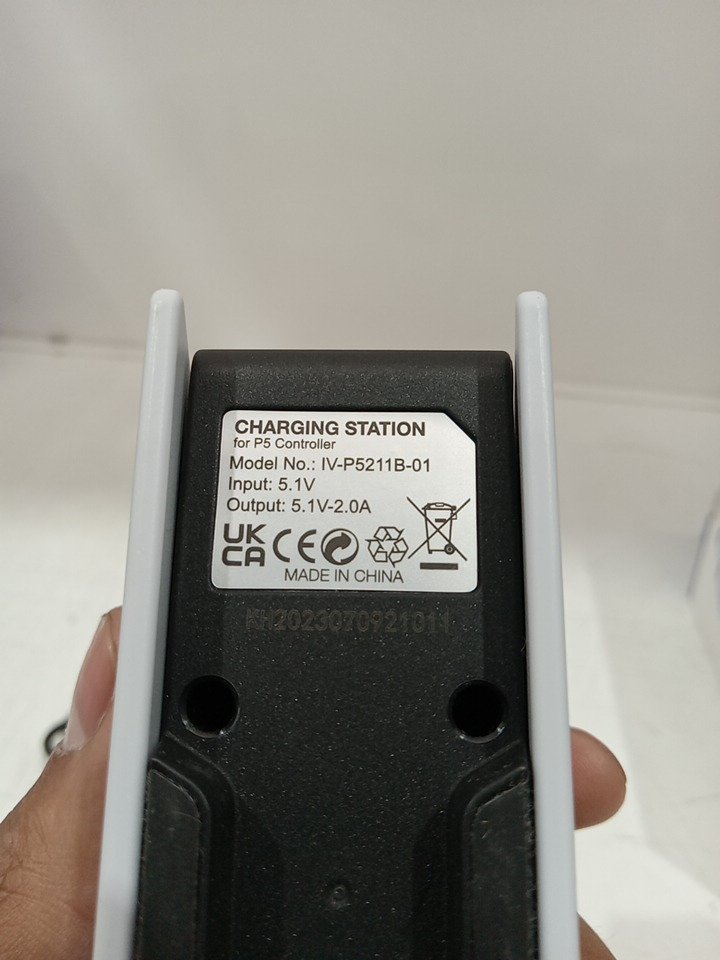 CHARGING STATION
for P5 Controller
Model No.: IV-P5211B-01
Input: 5.1V
Output: 5.1V-2.0A
UK
CA CE
MADE IN CHINA
KH2023070921011